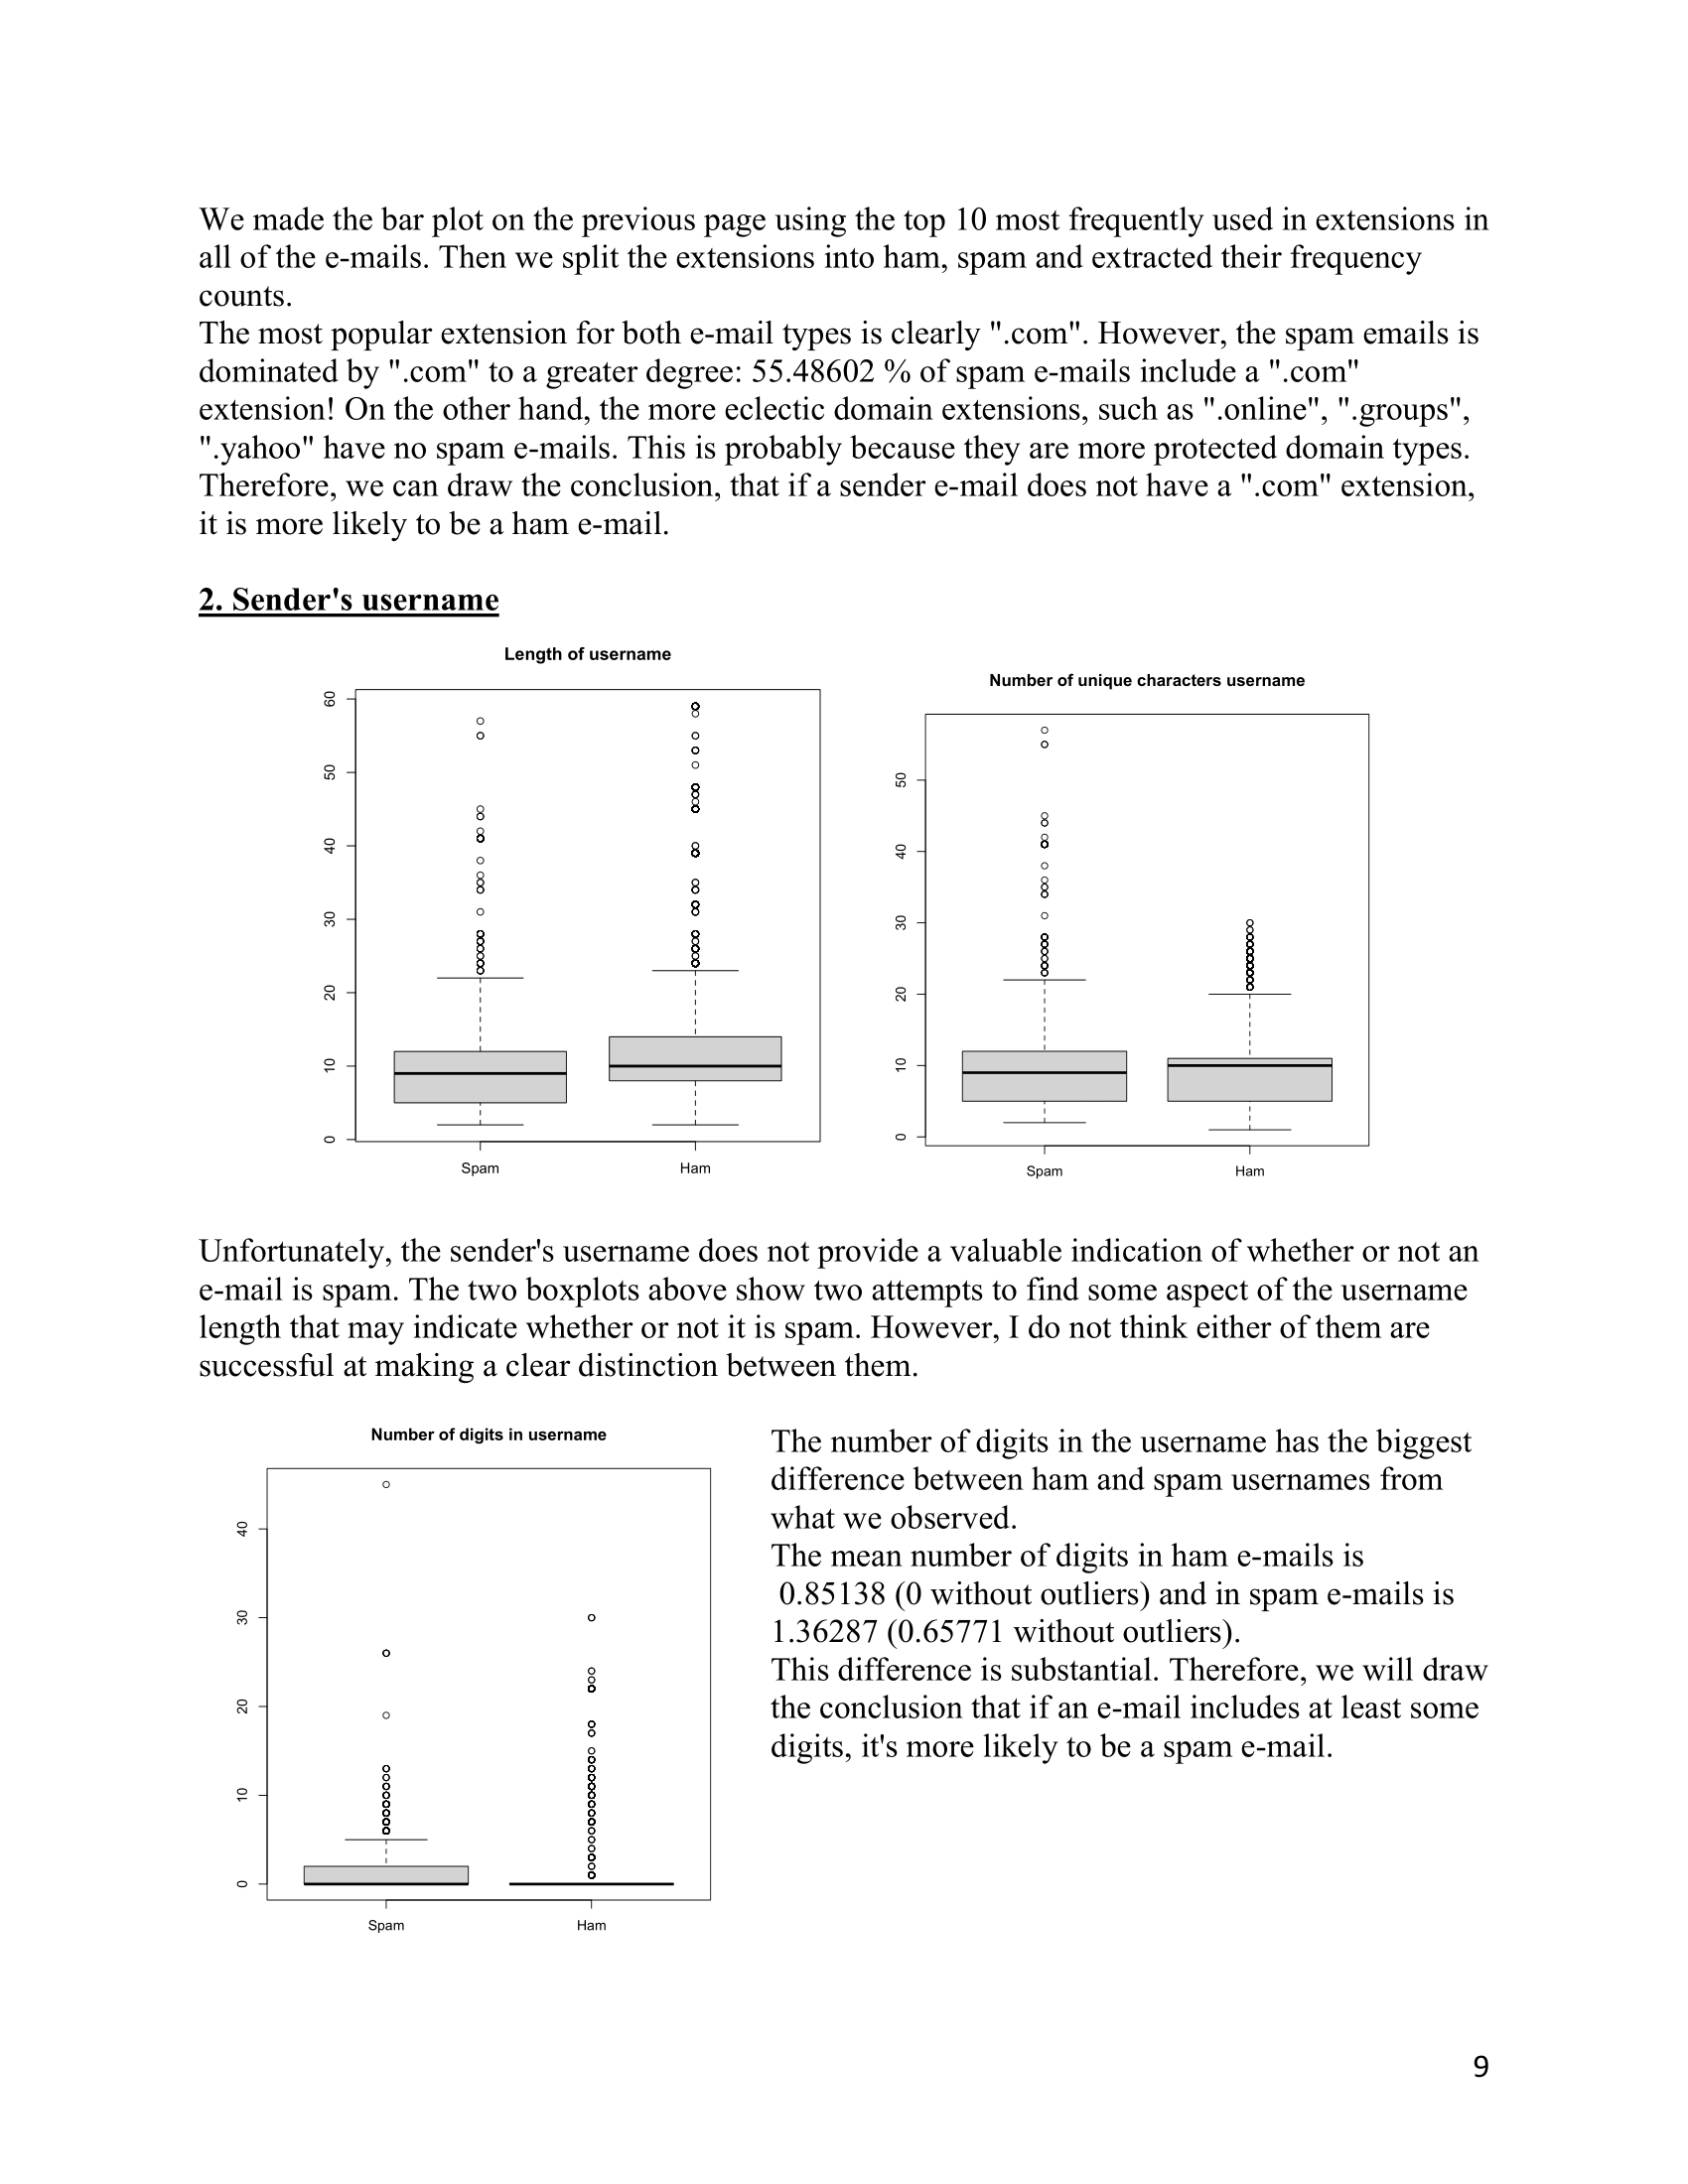 We made the bar plot on the previous page using the top 10 most frequently used in extensions in
all of the e-mails. Then we split the extensions into ham, spam and extracted their frequency
counts.
The most popular extension for both e-mail types is clearly ".com". However, the spam emails is
dominated by ".com" to a greater degree: 55.48602 % of spam e-mails include a ".com"
extension! On the other hand, the more eclectic domain extensions, such as ".online", ".groups",
".yahoo" have no spam e-mails. This is probably because they are more protected domain types.
Therefore, we can draw the conclusion, that if a sender e-mail does not have a ".com" extension,
it is more likely to be a ham e-mail.
2. Sender's username
Length of username
60
50
40
30
20
10
0
Spam Ham
Number of unique characters username
50
40
30
20
10
0
Spam Ham
Unfortunately, the sender's username does not provide a valuable indication of whether or not an
e-mail is spam. The two boxplots above show two attempts to find some aspect of the username
length that may indicate whether or not it is spam. However, I do not think either of them are
successful at making a clear distinction between them.
Number of digits in username
40
30
20
10
0
Spam Ham
The number of digits in the username has the biggest
difference between ham and spam usernames from
what we observed.
The mean number of digits in ham e-mails is
0.85138 (0 without outliers) and in spam e-mails is
1.36287 (0.65771 without outliers).
This difference is substantial. Therefore, we will draw
the conclusion that if an e-mail includes at least some
digits, it's more likely to be a spam e-mail.
9